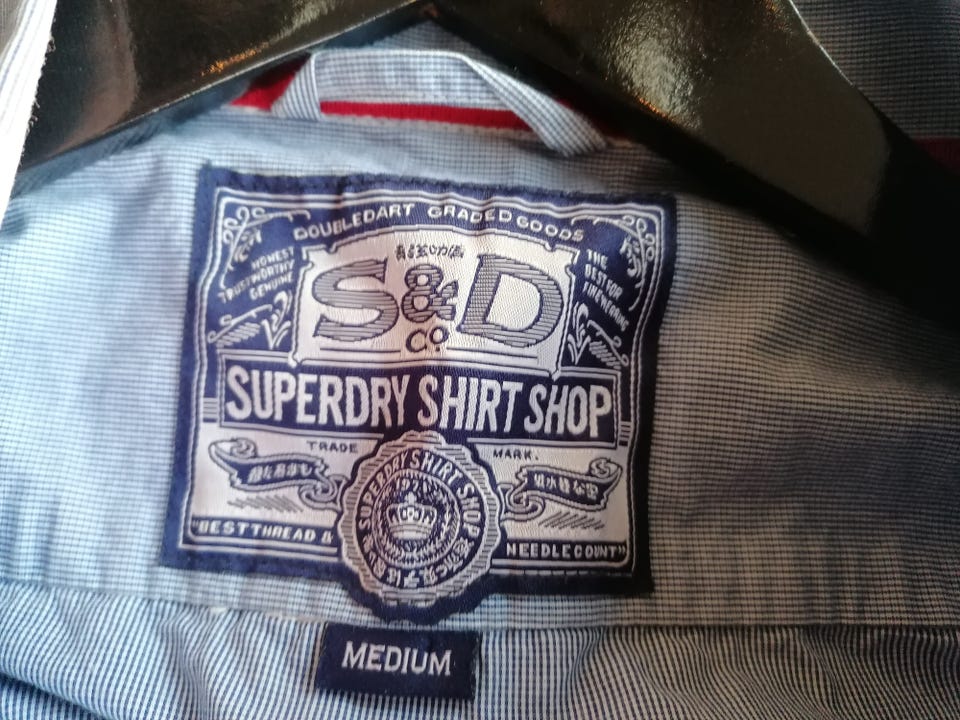 DOUBLEDART GRADED GOODS
HONEST
TRUSTWORTHY
GENUINE
THE
BEST FOR
S&D
Cº
SUPERDRY SHIRT SHOP
TRADE MARK.
SUPERDRY SHIRT SHOP
"BEST THREAD & NEEDLE COUNT"
MEDIUM